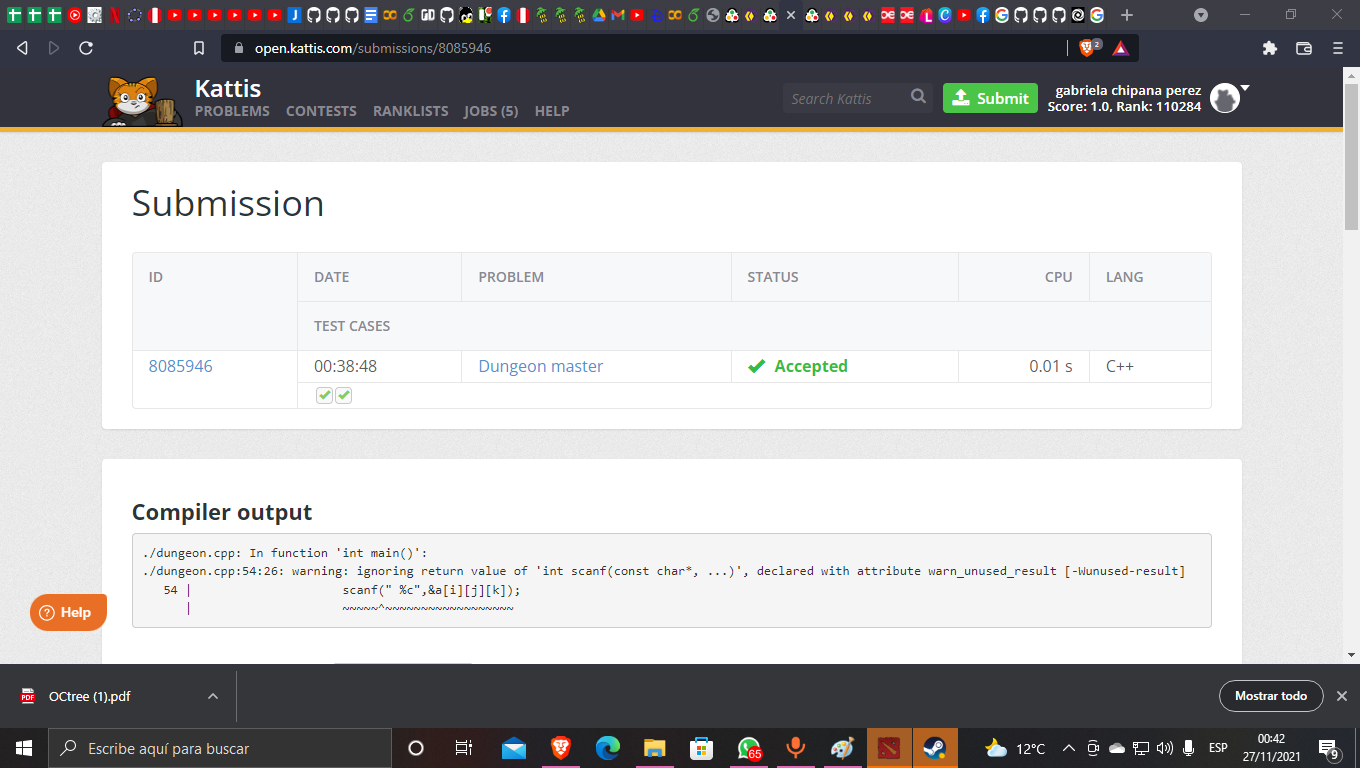 open.kattis.com/submissions/8085946
2
Kattis
PROBLEMS CONTESTS RANKLISTS JOBS (5) HELP
Search Kattis
Submit
gabriela chipana perez
Score: 1.0, Rank: 110284
Submission
ID DATE PROBLEM STATUS CPU LANG
TEST CASES
8085946 00:38:48 Dungeon master Accepted 0.01 s C++
Compiler output
./dungeon.cpp: In function 'int main()':
./dungeon.cpp:54:26: warning: ignoring return value of 'int scanf(const char*, ...)', declared with attribute warn_unused_result [-Wunused-result]
54 | scanf(" %c",&a[i][j][k]);
| ~~~~~^~~~~~~~~~~~~~~~~~~
Help
OCtree (1).pdf
Mostrar todo
Escribe aquí para buscar
65
12°C
ESP
00:42
27/11/2021
9